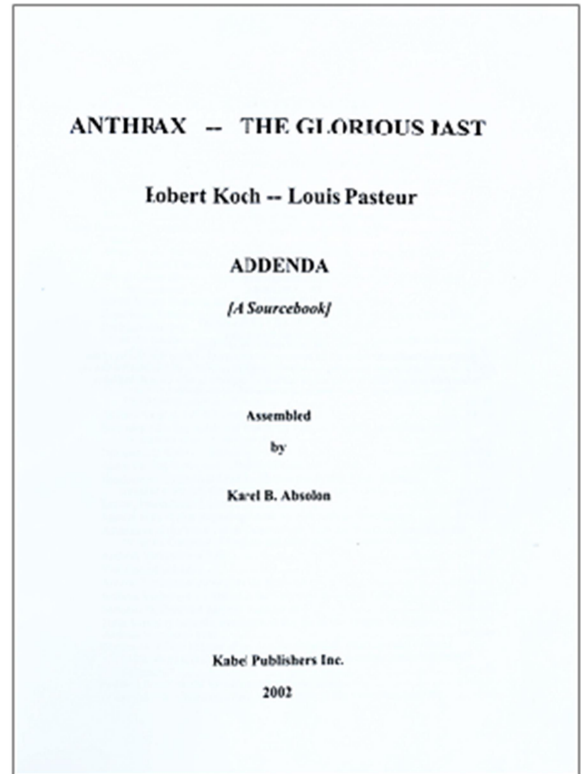 ANTHRAX -- THE GLORIOUS PAST
Robert Koch -- Louis Pasteur
ADDENDA
[A Sourcebook]
Assembled
by
Karel B. Absolon
Kabel Publishers Inc.
2002